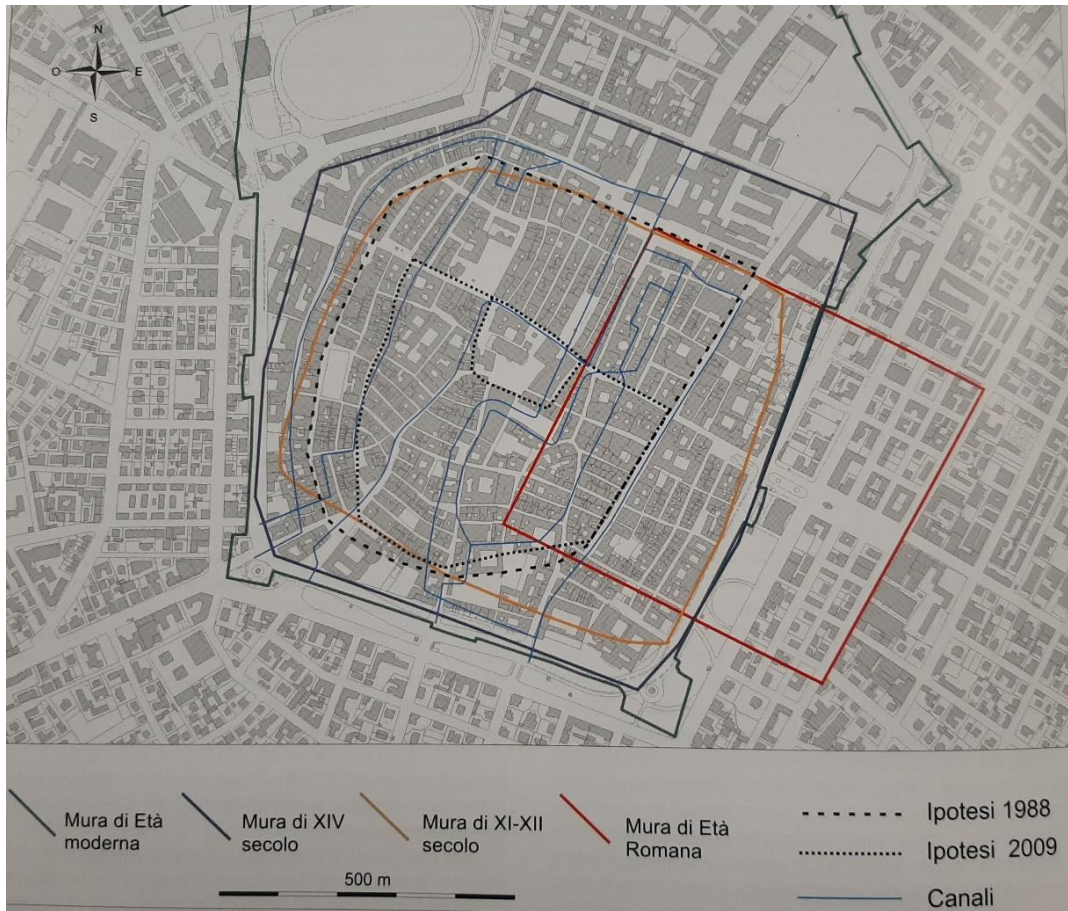 N
O
E
S
Mura di Età
moderna
Mura di XIV
secolo
Mura di XI-XII
secolo
Mura di Età
Romana
Ipotesi 1988
Ipotesi 2009
Canali
500 m